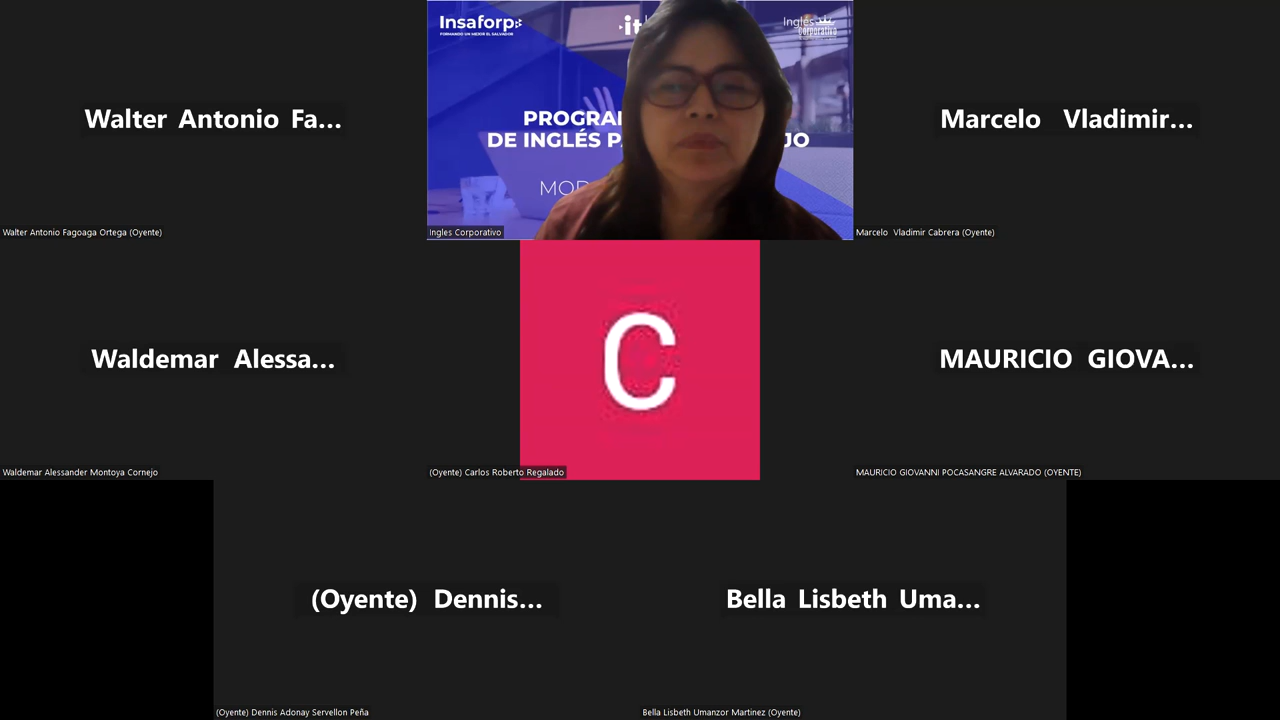 Walter Antonio Fa...
Walter Antonio Fagoaga Ortega (Oyente)
Insaforp
FORMANDO UN MEJOR EL SALVADOR
it
Inglés
corporativo
PROGRA
DE INGLÉS P
JO
MOD
Ingles Corporativo
Marcelo Vladimir...
Marcelo Vladimir Cabrera (Oyente)
Waldemar Alessa...
Waldemar Alessander Montoya Cornejo
C
(Oyente) Carlos Roberto Regalado
MAURICIO GIOVA...
MAURICIO GIOVANNI POCASANGRE ALVARADO (OYENTE)
(Oyente) Dennis...
(Oyente) Dennis Adonay Servellon Peña
Bella Lisbeth Uma...
Bella Lisbeth Umanzor Martinez (Oyente)